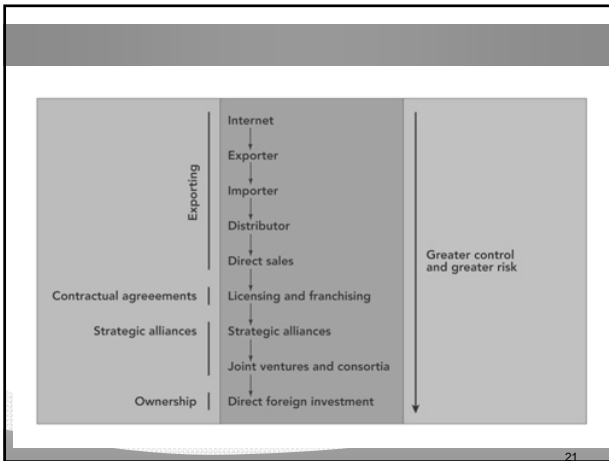 Internet
Exporter
Exporting
Importer
Distributor
Direct sales
Greater control
and greater risk
Contractual agreeements
Licensing and franchising
Strategic alliances
Strategic alliances
Joint ventures and consortia
Ownership
Direct foreign investment
21